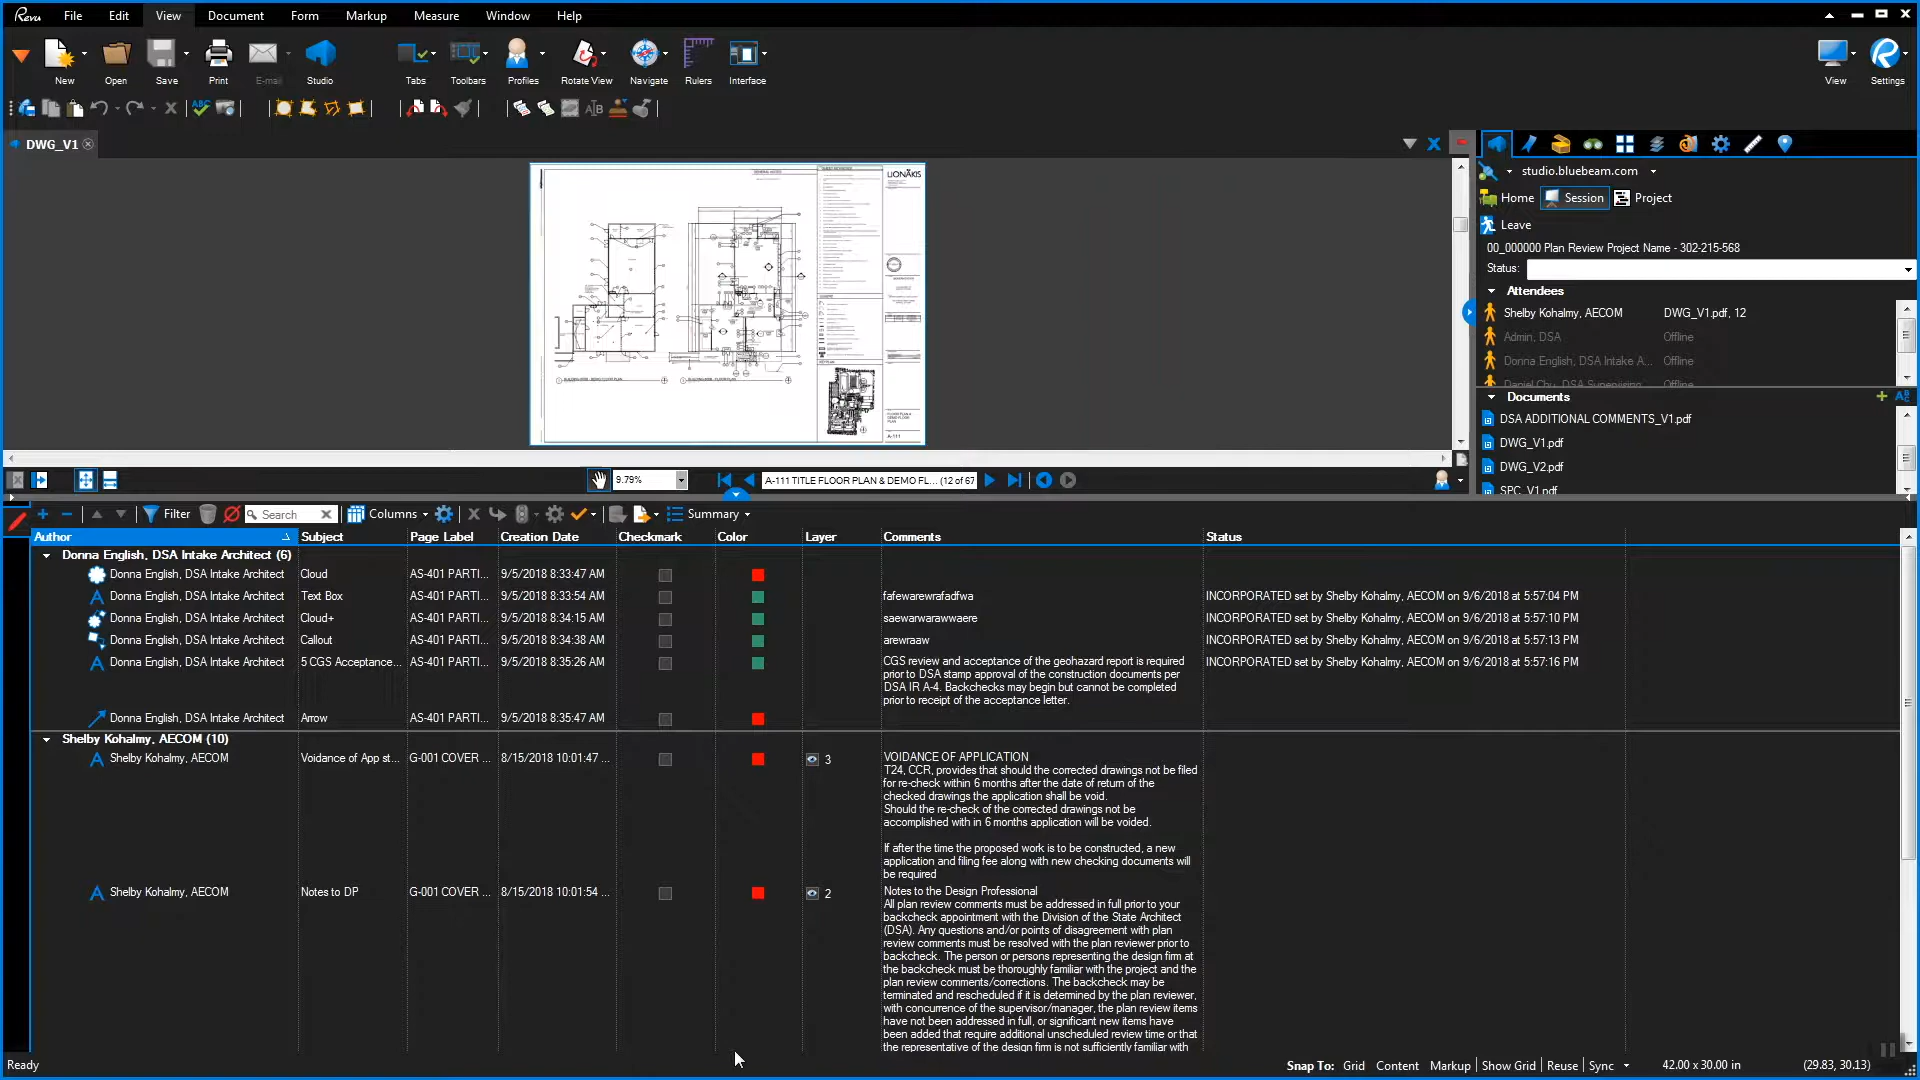 Revu File Edit View Document Form Markup Measure Window Help
New Open Save Print E-mail Studio Tabs Toolbars Profiles Rotate View Navigate Rulers Interface View Settings
DWG_V1
LIONAKIS
A-111
studio.bluebeam.com
Home Session Project
Leave
00_000000 Plan Review Project Name - 302-215-568
Status:
Attendees
Shelby Kohalmy, AECOM DWG_V1.pdf, 12
Admin, DSA Offline
Donna English, DSA Intake A... Offline
Daniel Chu, DSA Supervising Offline
Documents
DSA ADDITIONAL COMMENTS_V1.pdf
DWG_V1.pdf
DWG_V2.pdf
SPC_V1.pdf
9.79% A-111 TITLE FLOOR PLAN & DEMO FL... (12 of 67
Filter Search Columns Summary
Author Subject Page Label Creation Date Checkmark Color Layer Comments Status
Donna English, DSA Intake Architect (6)
Donna English, DSA Intake Architect Cloud AS-401 PARTI... 9/5/2018 8:33:47 AM
Donna English, DSA Intake Architect Text Box AS-401 PARTI... 9/5/2018 8:33:54 AM fafewarewrafadfwa INCORPORATED set by Shelby Kohalmy, AECOM on 9/6/2018 at 5:57:04 PM
Donna English, DSA Intake Architect Cloud+ AS-401 PARTI... 9/5/2018 8:34:15 AM saewarwarawwaere INCORPORATED set by Shelby Kohalmy, AECOM on 9/6/2018 at 5:57:10 PM
Donna English, DSA Intake Architect Callout AS-401 PARTI... 9/5/2018 8:34:38 AM arewraaw INCORPORATED set by Shelby Kohalmy, AECOM on 9/6/2018 at 5:57:13 PM
Donna English, DSA Intake Architect 5 CGS Acceptance... AS-401 PARTI... 9/5/2018 8:35:26 AM CGS review and acceptance of the geohazard report is required INCORPORATED set by Shelby Kohalmy, AECOM on 9/6/2018 at 5:57:16 PM
prior to DSA stamp approval of the construction documents per
DSA IR A-4. Backchecks may begin but cannot be completed
prior to receipt of the acceptance letter.
Donna English, DSA Intake Architect Arrow AS-401 PARTI... 9/5/2018 8:35:47 AM
Shelby Kohalmy, AECOM (10)
Shelby Kohalmy, AECOM Voidance of App st... G-001 COVER ... 8/15/2018 10:01:47 ... 3 VOIDANCE OF APPLICATION
T24, CCR, provides that should the corrected drawings not be filed
for re-check within 6 months after the date of return of the
checked drawings the application shall be void.
Should the re-check of the corrected drawings not be
accomplished with in 6 months application will be voided.
If after the time the proposed work is to be constructed, a new
application and filing fee along with new checking documents will
be required
Shelby Kohalmy, AECOM Notes to DP G-001 COVER ... 8/15/2018 10:01:54 ... 2 Notes to the Design Professional
All plan review comments must be addressed in full prior to your
backcheck appointment with the Division of the State Architect
(DSA). Any questions and/or points of disagreement with plan
review comments must be resolved with the plan reviewer prior to
backcheck. The person or persons representing the design firm at
the backcheck must be thoroughly familiar with the project and the
plan review comments/corrections. The backcheck may be
terminated and rescheduled if it is determined by the plan reviewer,
with concurrence of the supervisor/manager, the plan review items
have not been addressed in full, or significant new items have
been added that require additional unscheduled review time or that
the representative of the design firm is not sufficiently familiar with
Ready Snap To: Grid Content Markup Show Grid Reuse Sync 42.00 x 30.00 in (29.83, 30.13)